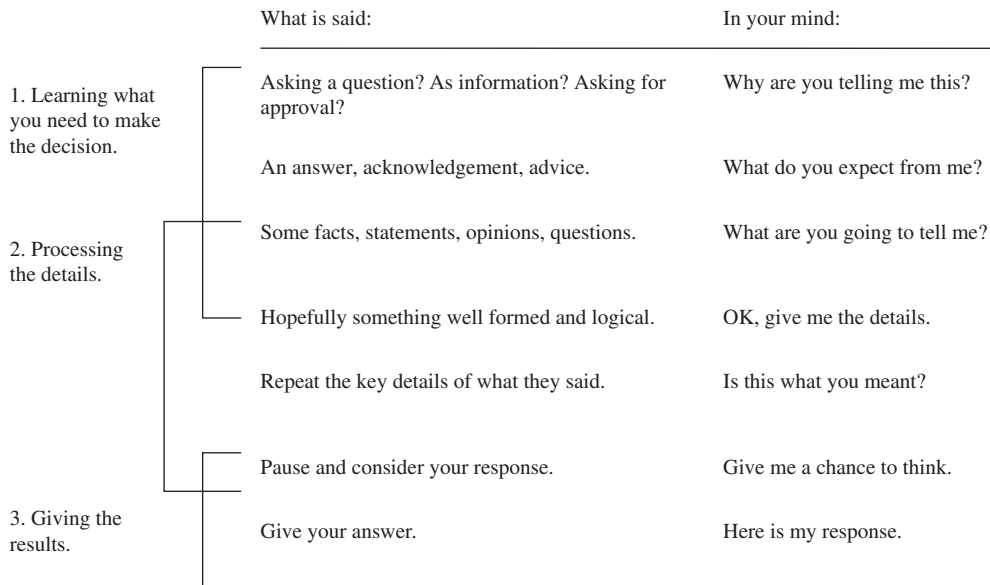 What is said: In your mind:
Asking a question? As information? Asking for Why are you telling me this?
approval?
1. Learning what
you need to make
the decision.
An answer, acknowledgement, advice. What do you expect from me?
Some facts, statements, opinions, questions. What are you going to tell me?
2. Processing
the details.
Hopefully something well formed and logical. OK, give me the details.
Repeat the key details of what they said. Is this what you meant?
Pause and consider your response. Give me a chance to think.
3. Giving the
results.
Give your answer. Here is my response.